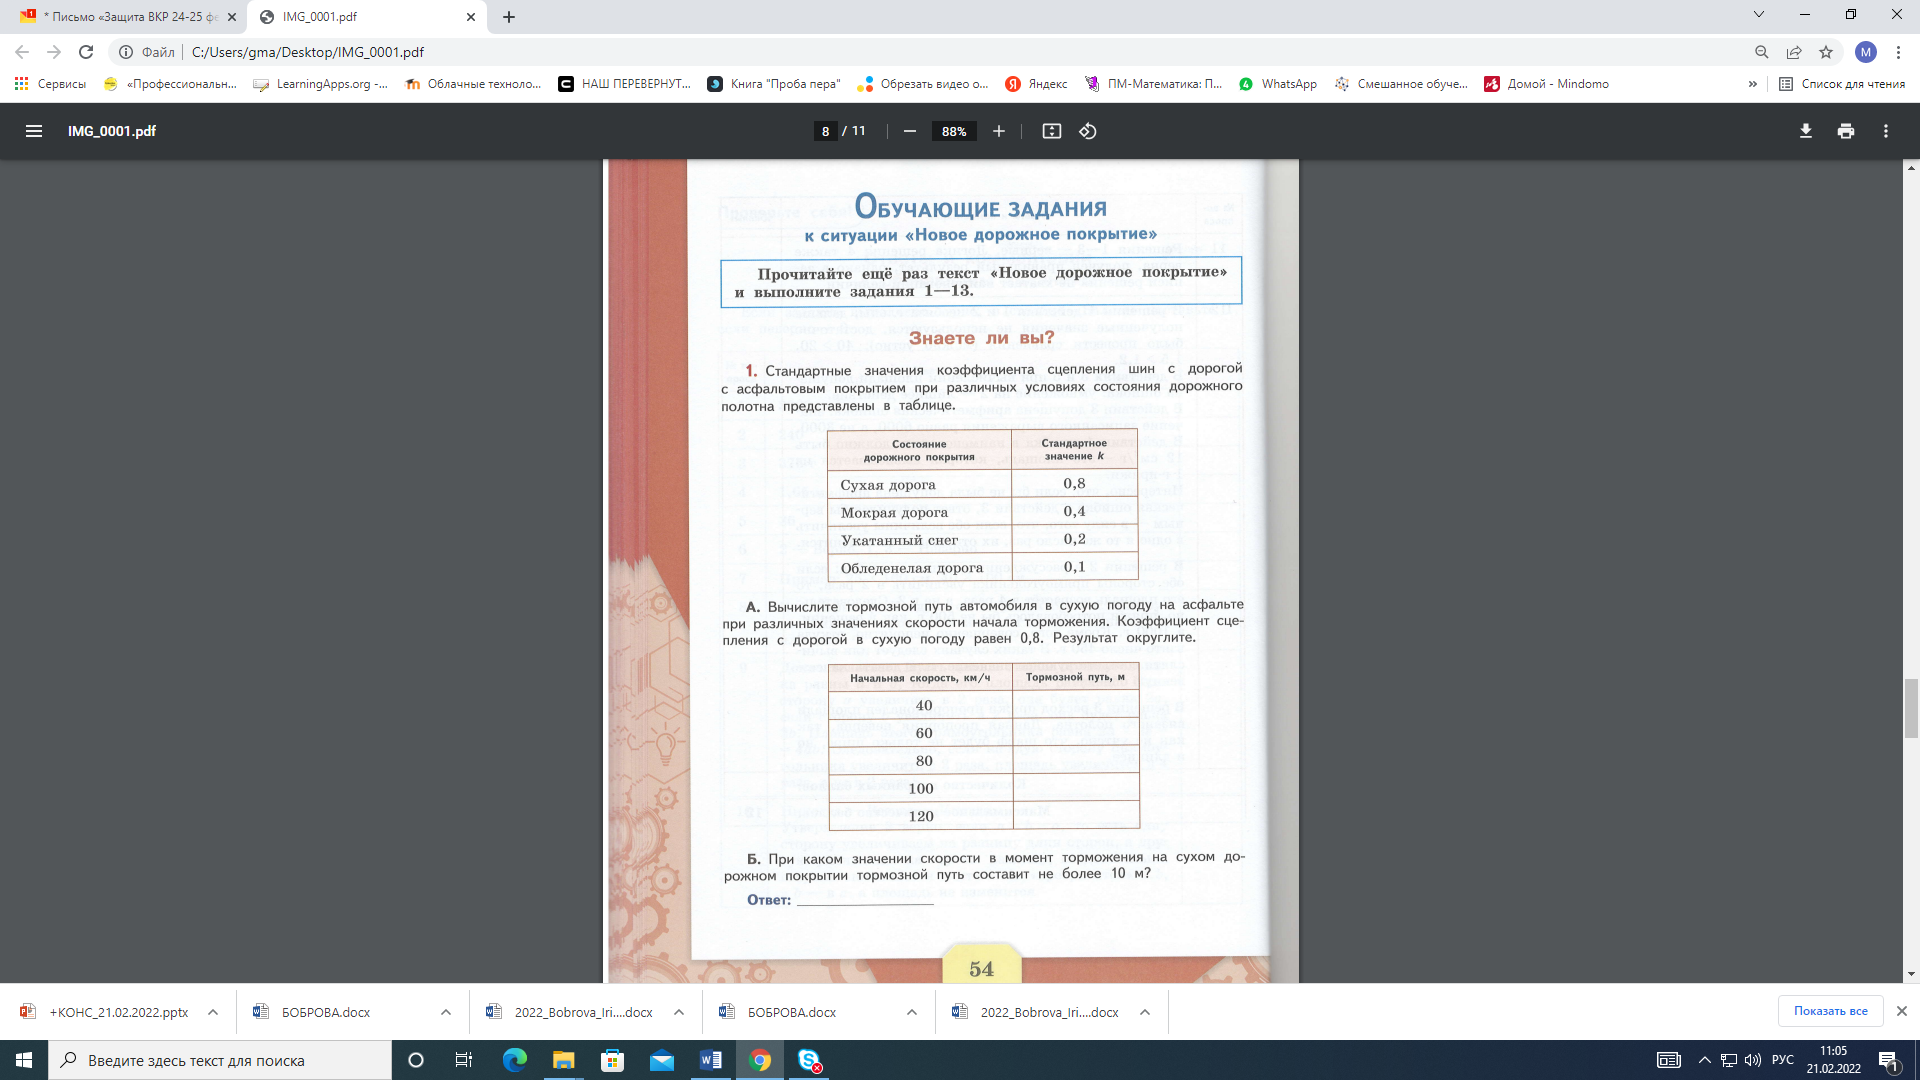 * Письмо «Защита ВКР 24-25 фе
IMG_0001.pdf
Файл
C:/Users/gma/Desktop/IMG_0001.pdf
M
Сервисы
«Профессиональн...
LearningApps.org -...
Облачные техноло...
НАШ ПЕРЕВЕРНУТ...
Книга "Проба пера"
Обрезать видео о...
Яндекс
ПМ-Математика: П...
WhatsApp
Смешанное обуче...
Домой - Mindomo
»
Список для чтения
IMG_0001.pdf
8 / 11
88%
ОБУЧАЮЩИЕ ЗАДАНИЯ
к ситуации «Новое дорожное покрытие»
Прочитайте ещё раз текст «Новое дорожное покрытие»
и выполните задания 1—13.
Знаете ли вы?
1. Стандартные значения коэффициента сцепления шин с дорогой
с асфальтовым покрытием при различных условиях состояния дорожного
полотна представлены в таблице.
Состояние дорожного покрытия Стандартное значение k
Сухая дорога 0,8
Мокрая дорога 0,4
Укатанный снег 0,2
Обледенелая дорога 0,1
А. Вычислите тормозной путь автомобиля в сухую погоду на асфальте
при различных значениях скорости начала торможения. Коэффициент сце-
пления с дорогой в сухую погоду равен 0,8. Результат округлите.
Начальная скорость, км/ч Тормозной путь, м
40
60
80
100
120
Б. При каком значении скорости в момент торможения на сухом до-
рожном покрытии тормозной путь составит не более 10 м?
Ответ:
54
+КОНС_21.02.2022.pptx
БОБРОВА.docx
2022_Bobrova_Iri....docx
БОБРОВА.docx
2022_Bobrova_Iri....docx
Показать все
Введите здесь текст для поиска
РУС
11:05
21.02.2022
1